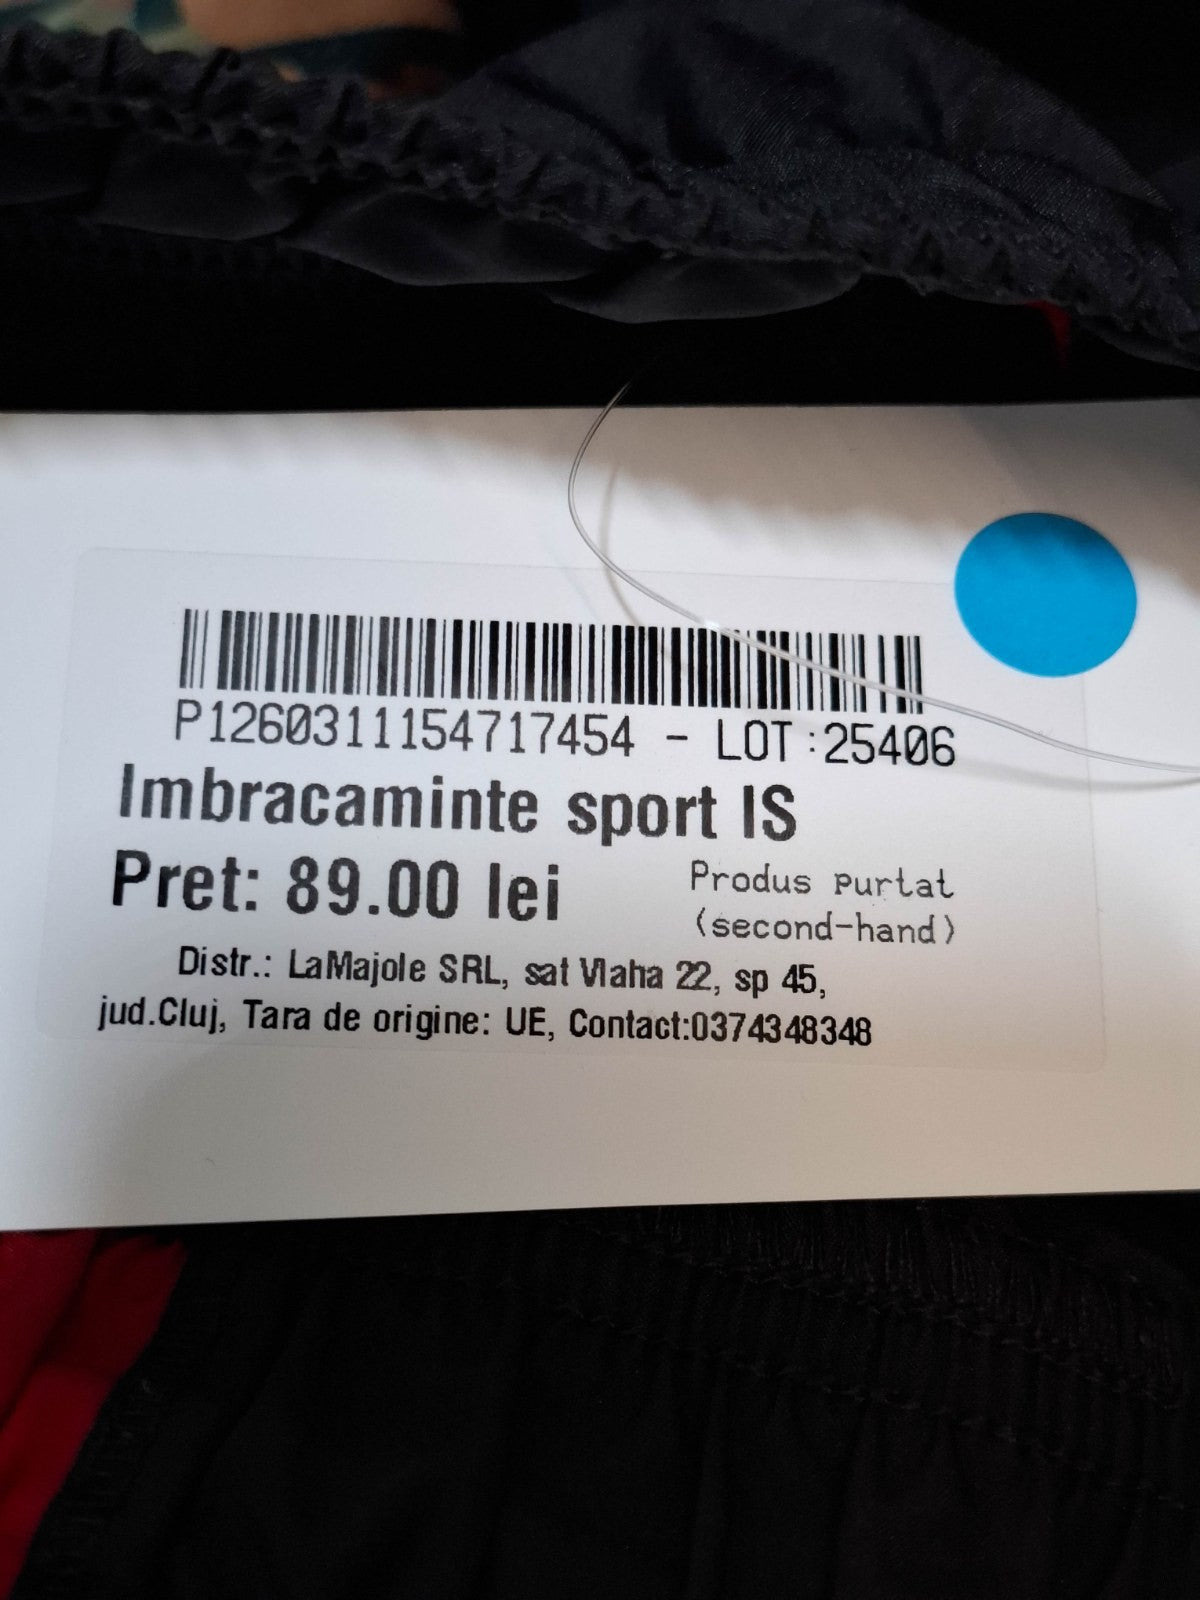 P1260311154717454 - LOT:25406
Imbracaminte sport IS
Pret: 89.00 lei
Produs purtat
(second-hand)
Distr.: LaMajole SRL, sat Vlaha 22, sp 45,
jud.Cluj, Tara de origine: UE, Contact:0374348348